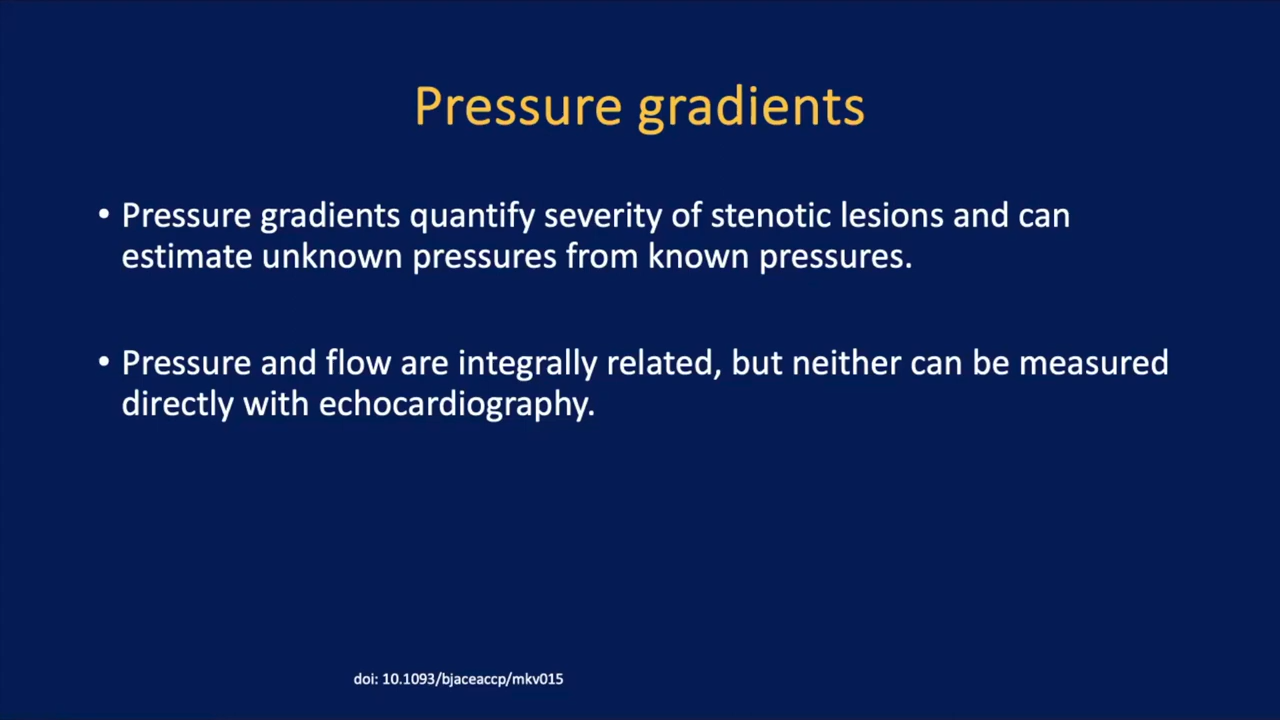 Pressure gradients
• Pressure gradients quantify severity of stenotic lesions and can
estimate unknown pressures from known pressures.
• Pressure and flow are integrally related, but neither can be measured
directly with echocardiography.
doi: 10.1093/bjaceaccp/mkv015